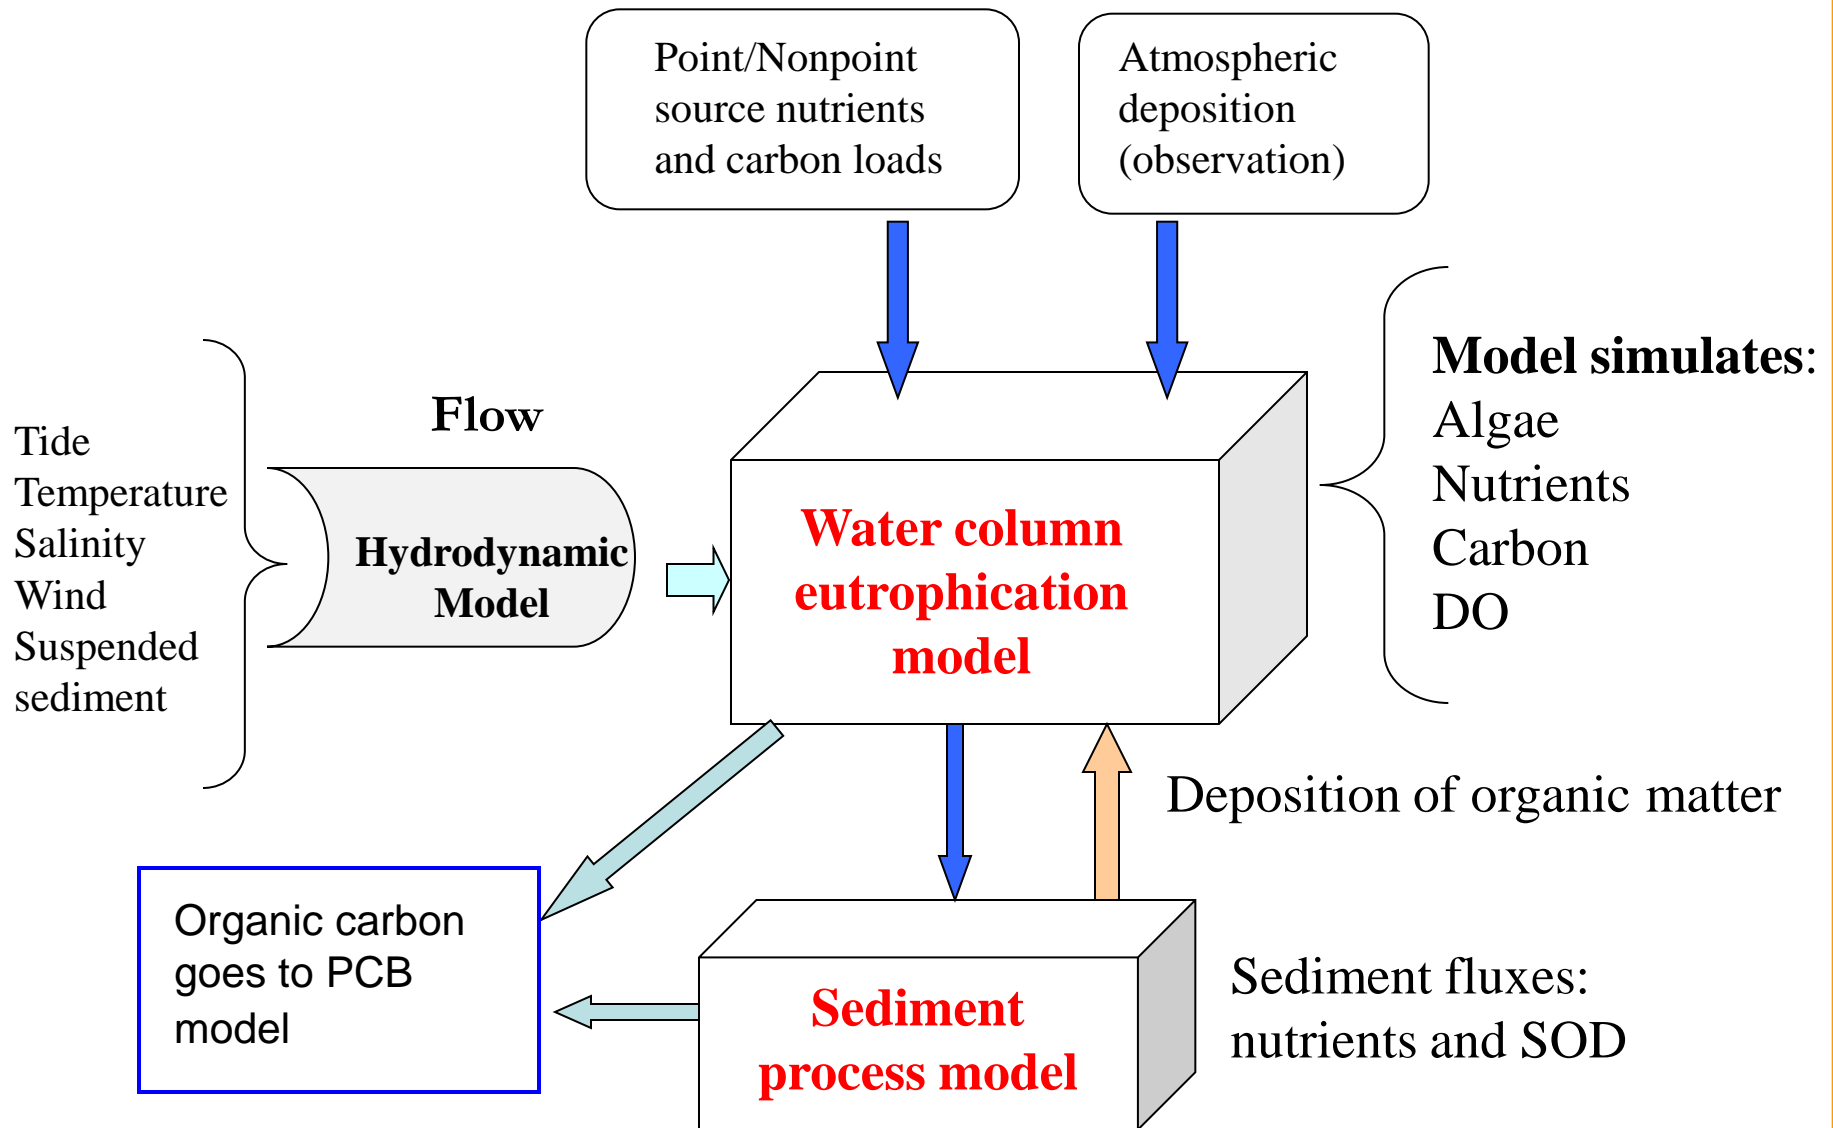 Point/Nonpoint
source nutrients
and carbon loads
Atmospheric
deposition
(observation)
Tide
Temperature
Salinity
Wind
Suspended
sediment
Flow
Hydrodynamic
Model
Water column
eutrophication
model
Model simulates:
Algae
Nutrients
Carbon
DO
Deposition of organic matter
Organic carbon
goes to PCB
model
Sediment
process model
Sediment fluxes:
nutrients and SOD